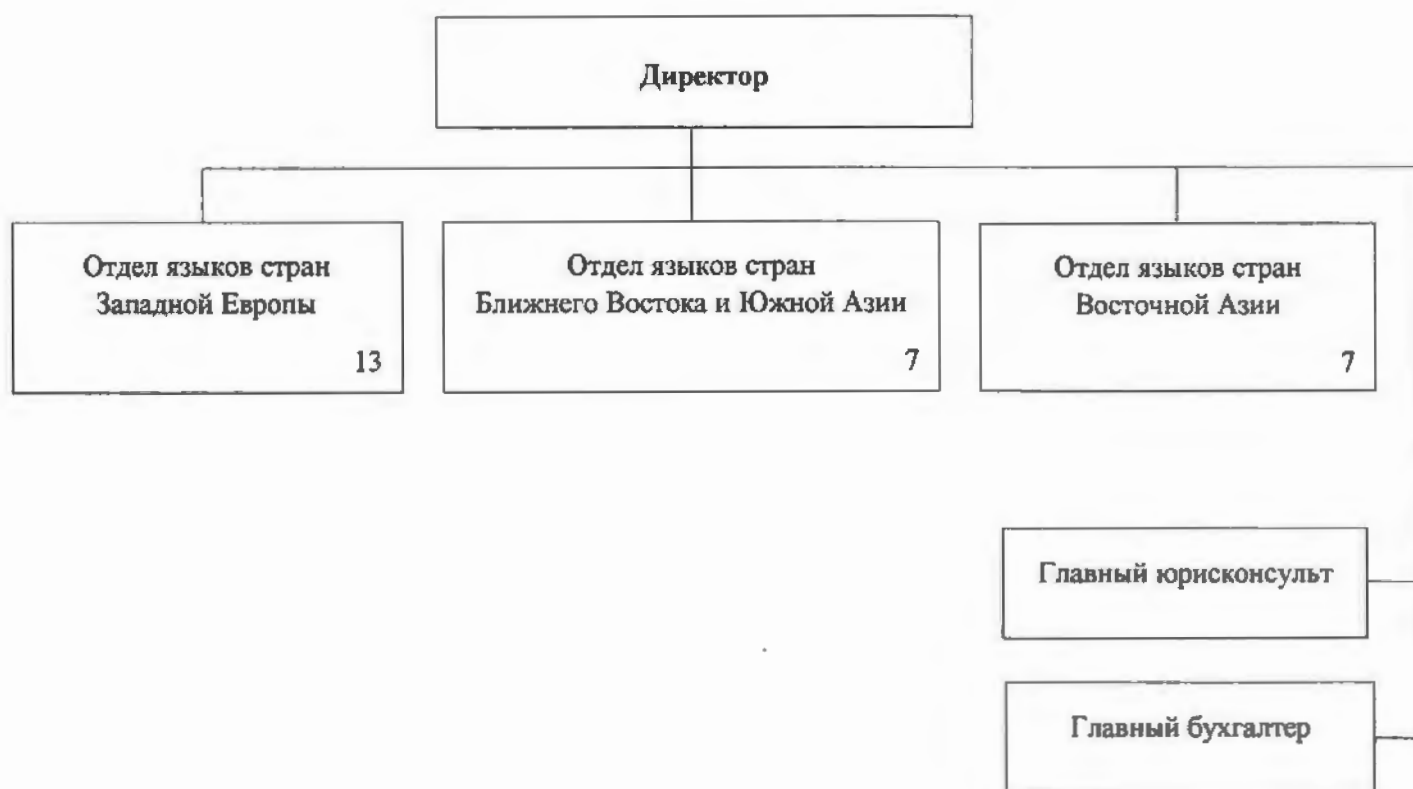 Директор
Отдел языков стран
Западной Европы
13
Отдел языков стран
Ближнего Востока и Южной Азии
7
Отдел языков стран
Восточной Азии
7
Главный юрисконсульт
Главный бухгалтер